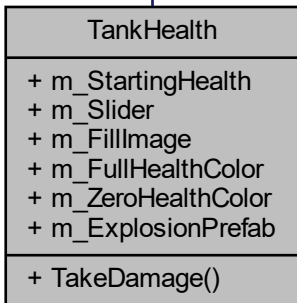 TankHealth
+ m_StartingHealth
+ m_Slider
+ m_FillImage
+ m_FullHealthColor
+ m_ZeroHealthColor
+ m_ExplosionPrefab
+ TakeDamage()